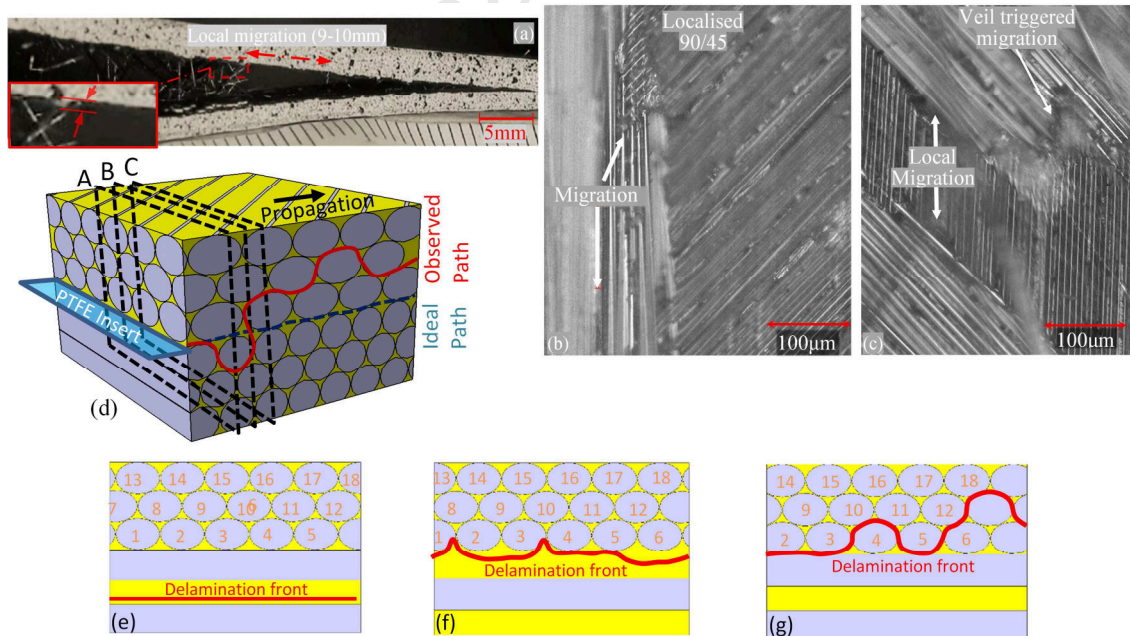 Local migration (9-10mm)
(a)
5mm
Localised
90/45
Migration
100µm
(b)
Veil triggered
migration
Local
Migration
100µm
(c)
A B C
Propagation
PTFE Insert
Observed
Path
Ideal
Path
(d)
13 14 15 16 17 18
7 8 9 10 6 11 12
1 2 3 4 5
Delamination front
(e)
13 14 15 16 17 18
8 9 10 11 12
1 2 3 4 5 6
Delamination front
(f)
14 15 16 17 18
9 10 11 12
2 3 4 5 6
Delamination front
(g)